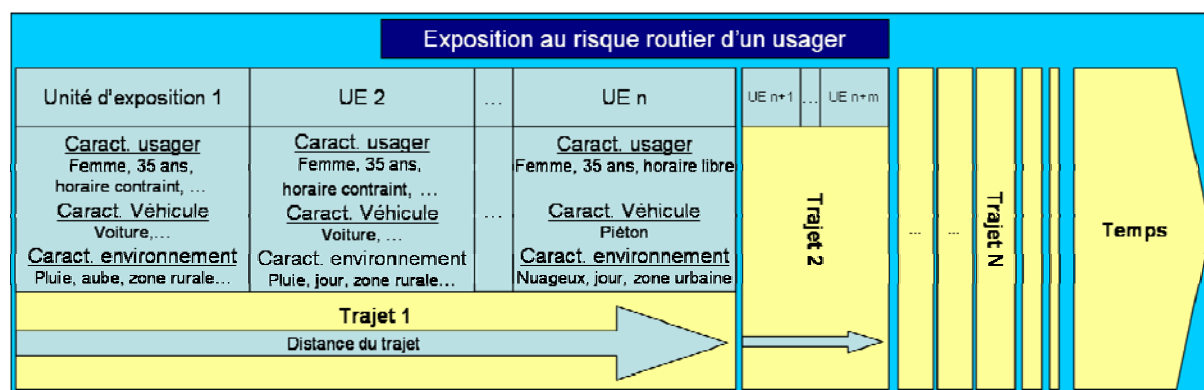 Exposition au risque routier d'un usager
Unité d'exposition 1
UE 2
...
UE n
UE n+1
...
UE n+m
Caract. usager
Femme, 35 ans,
horaire contraint, ...
Caract. Véhicule
Voiture,...
Caract. environnement
Pluie, aube, zone rurale...
Caract. usager
Femme, 35 ans,
horaire contraint, ...
Caract. Véhicule
Voiture, ...
Caract. environnement
Pluie, jour, zone rurale...
...
Caract. usager
Femme, 35 ans, horaire libre
Caract. Véhicule
Piéton
Caract. environnement
Nuageux, jour, zone urbaine
Trajet 1
Distance du trajet
Trajet 2
...
...
Trajet N
Temps